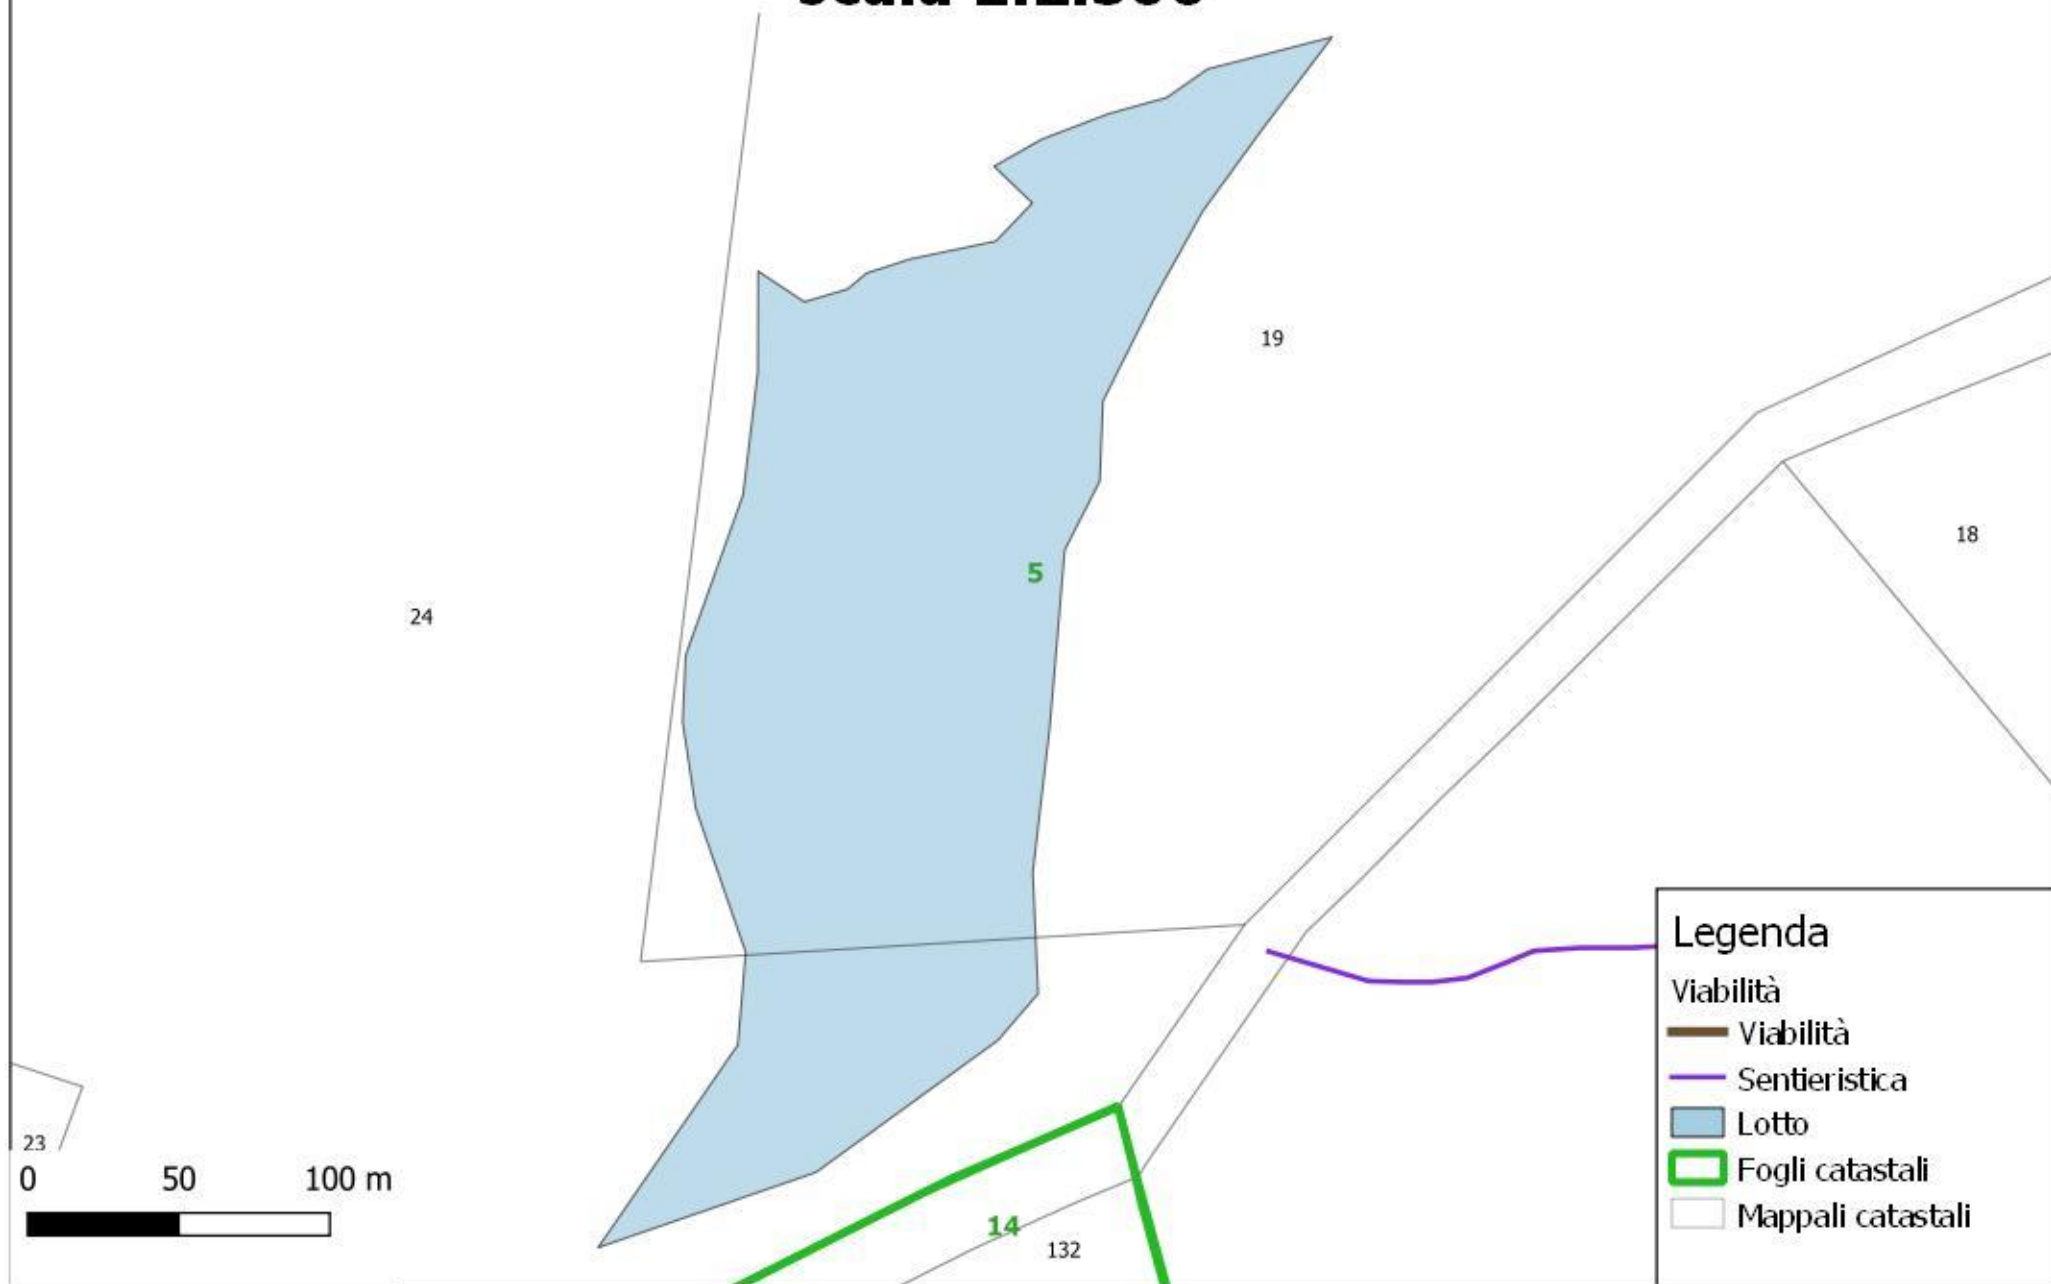 19
18
5
24
23
0 50 100 m
14
132
Legenda
Viabilità
Viabilità
Sentieristica
Lotto
Fogli catastali
Mappali catastali